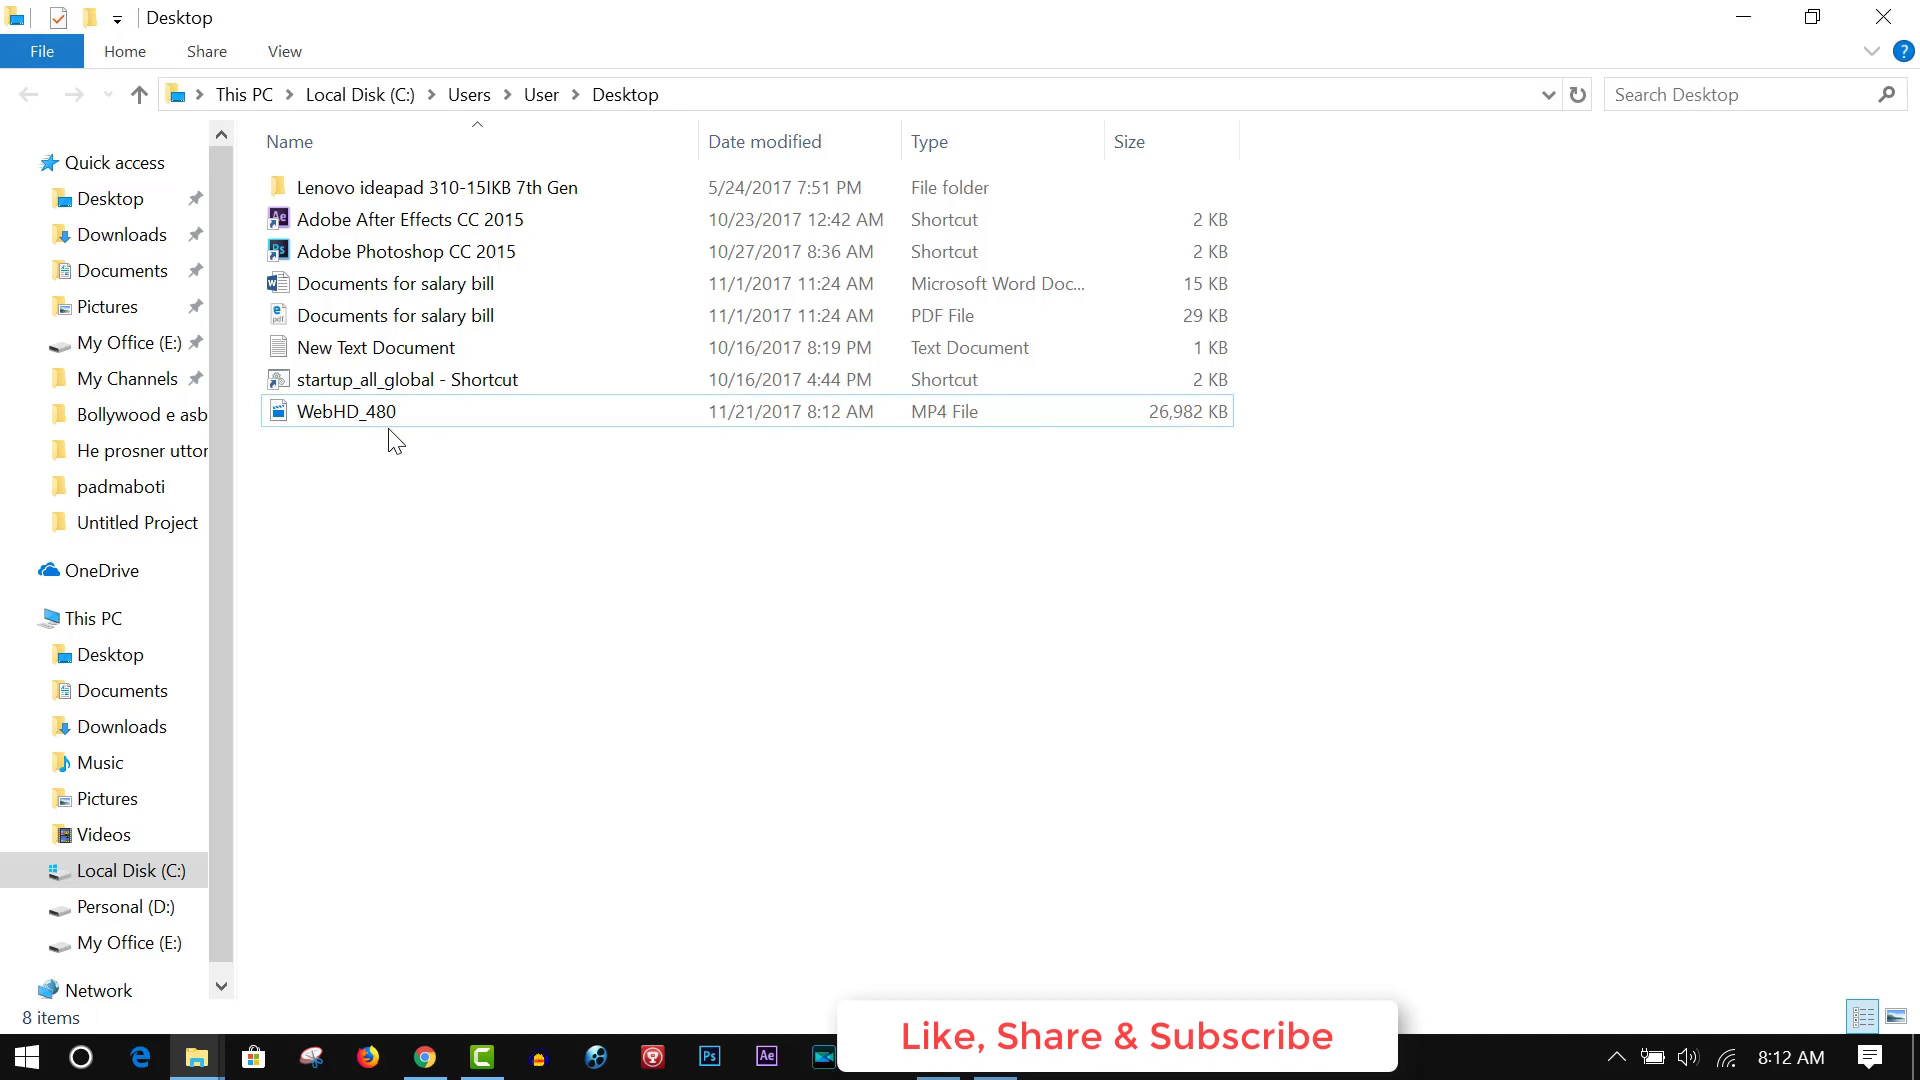 Desktop
File Home Share View
This PC Local Disk (C:) Users User Desktop
Search Desktop
Name Date modified Type Size
Lenovo ideapad 310-15IKB 7th Gen 5/24/2017 7:51 PM File folder
Adobe After Effects CC 2015 10/23/2017 12:42 AM Shortcut 2 KB
Adobe Photoshop CC 2015 10/27/2017 8:36 AM Shortcut 2 KB
Documents for salary bill 11/1/2017 11:24 AM Microsoft Word Doc... 15 KB
Documents for salary bill 11/1/2017 11:24 AM PDF File 29 KB
New Text Document 10/16/2017 8:19 PM Text Document 1 KB
startup_all_global - Shortcut 10/16/2017 4:44 PM Shortcut 2 KB
WebHD_480 11/21/2017 8:12 AM MP4 File 26,982 KB
Quick access
Desktop
Downloads
Documents
Pictures
My Office (E:)
My Channels
Bollywood e asb
He prosner uttor
padmaboti
Untitled Project
OneDrive
This PC
Desktop
Documents
Downloads
Music
Pictures
Videos
Local Disk (C:)
Personal (D:)
My Office (E:)
Network
8 items
Like, Share & Subscribe
Ps Ae
8:12 AM